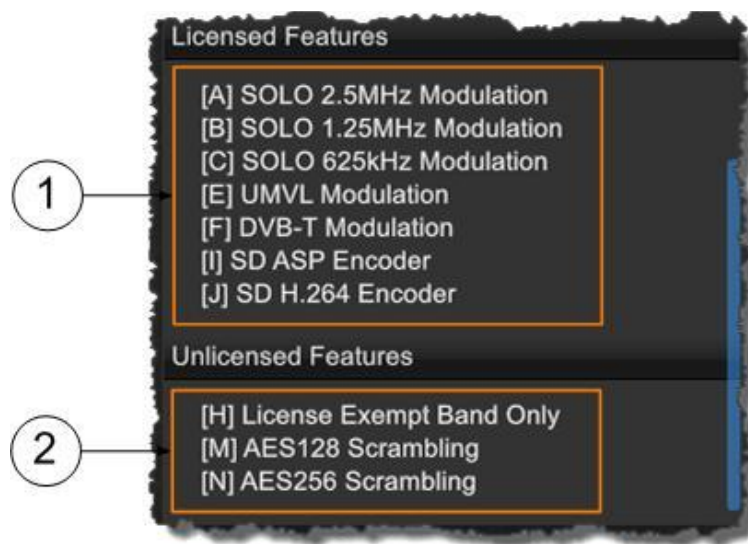 Licensed Features
[A] SOLO 2.5MHz Modulation
[B] SOLO 1.25MHz Modulation
[C] SOLO 625kHz Modulation
[E] UMVL Modulation
[F] DVB-T Modulation
[I] SD ASP Encoder
[J] SD H.264 Encoder
1
Unlicensed Features
[H] License Exempt Band Only
[M] AES128 Scrambling
[N] AES256 Scrambling
2